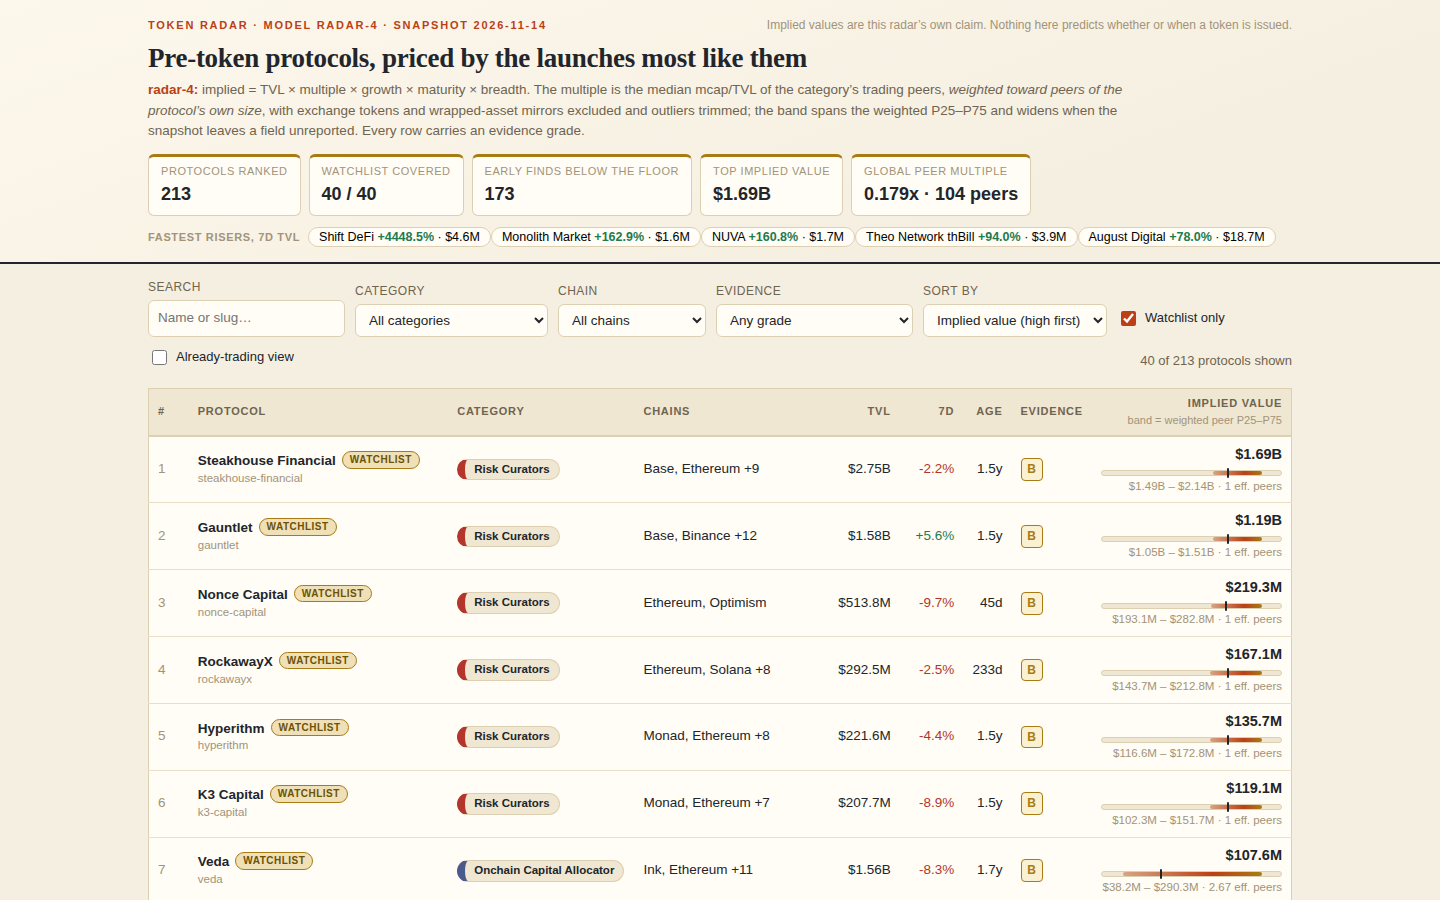 TOKEN RADAR · MODEL RADAR-4 · SNAPSHOT 2026-11-14
Implied values are this radar's own claim. Nothing here predicts whether or when a token is issued.
Pre-token protocols, priced by the launches most like them
radar-4: implied = TVL × multiple × growth × maturity × breadth. The multiple is the median mcap/TVL of the category's trading peers, weighted toward peers of the
protocol's own size, with exchange tokens and wrapped-asset mirrors excluded and outliers trimmed; the band spans the weighted P25–P75 and widens when the
snapshot leaves a field unreported. Every row carries an evidence grade.
PROTOCOLS RANKED
213
WATCHLIST COVERED
40 / 40
EARLY FINDS BELOW THE FLOOR
173
TOP IMPLIED VALUE
$1.69B
GLOBAL PEER MULTIPLE
0.179x · 104 peers
FASTEST RISERS, 7D TVL
Shift DeFi +4448.5% · $4.6M
Monolith Market +162.9% · $1.6M
NUVA +160.8% · $1.7M
Theo Network thBill +94.0% · $3.9M
August Digital +78.0% · $18.7M
SEARCH
Name or slug…
CATEGORY
All categories
CHAIN
All chains
EVIDENCE
Any grade
SORT BY
Implied value (high first)
Watchlist only
Already-trading view
40 of 213 protocols shown
# PROTOCOL CATEGORY CHAINS TVL 7D AGE EVIDENCE IMPLIED VALUE
band = weighted peer P25–P75
1 Steakhouse Financial WATCHLIST Risk Curators Base, Ethereum +9 $2.75B -2.2% 1.5y B $1.69B
steakhouse-financial $1.49B – $2.14B · 1 eff. peers
2 Gauntlet WATCHLIST Risk Curators Base, Binance +12 $1.58B +5.6% 1.5y B $1.19B
gauntlet $1.05B – $1.51B · 1 eff. peers
3 Nonce Capital WATCHLIST Risk Curators Ethereum, Optimism $513.8M -9.7% 45d B $219.3M
nonce-capital $193.1M – $282.8M · 1 eff. peers
4 RockawayX WATCHLIST Risk Curators Ethereum, Solana +8 $292.5M -2.5% 233d B $167.1M
rockawayx $143.7M – $212.8M · 1 eff. peers
5 Hyperithm WATCHLIST Risk Curators Monad, Ethereum +8 $221.6M -4.4% 1.5y B $135.7M
hyperithm $116.6M – $172.8M · 1 eff. peers
6 K3 Capital WATCHLIST Risk Curators Monad, Ethereum +7 $207.7M -8.9% 1.5y B $119.1M
k3-capital $102.3M – $151.7M · 1 eff. peers
7 Veda WATCHLIST Onchain Capital Allocator Ink, Ethereum +11 $1.56B -8.3% 1.7y B $107.6M
veda $38.2M – $290.3M · 2.67 eff. peers